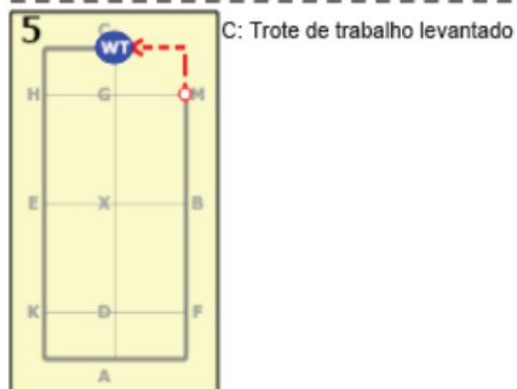 5
C: Trote de trabalho levantado
C
WT
H G M
E X B
K D F
A